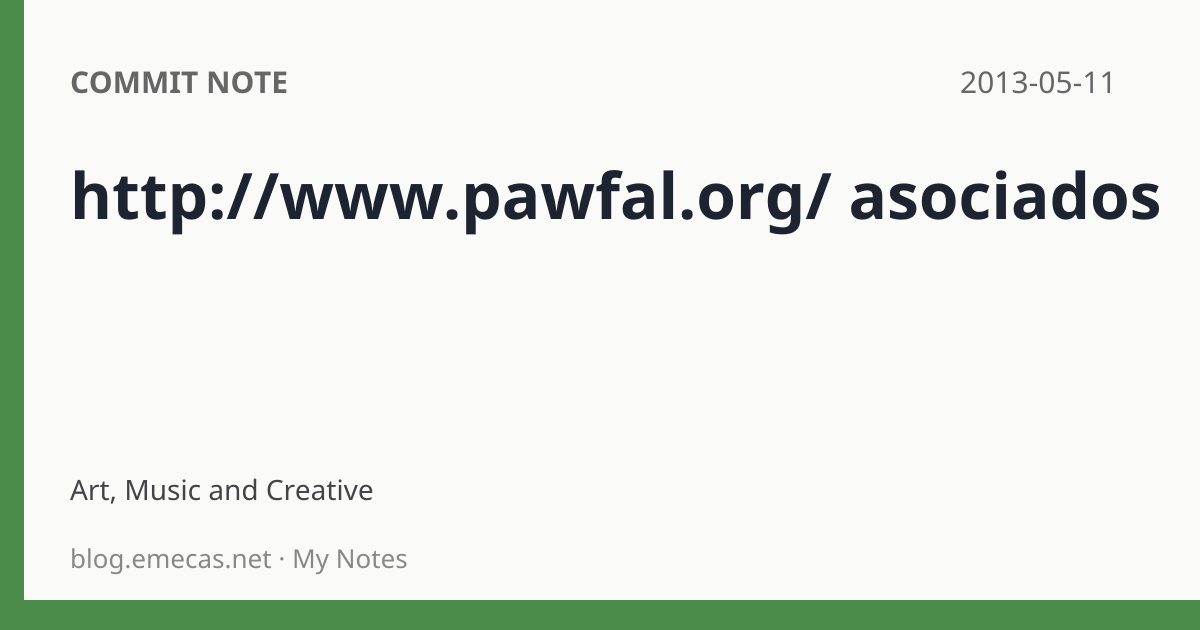 COMMIT NOTE
2013-05-11
http://www.pawfal.org/ asociados
Art, Music and Creative
blog.emecas.net · My Notes